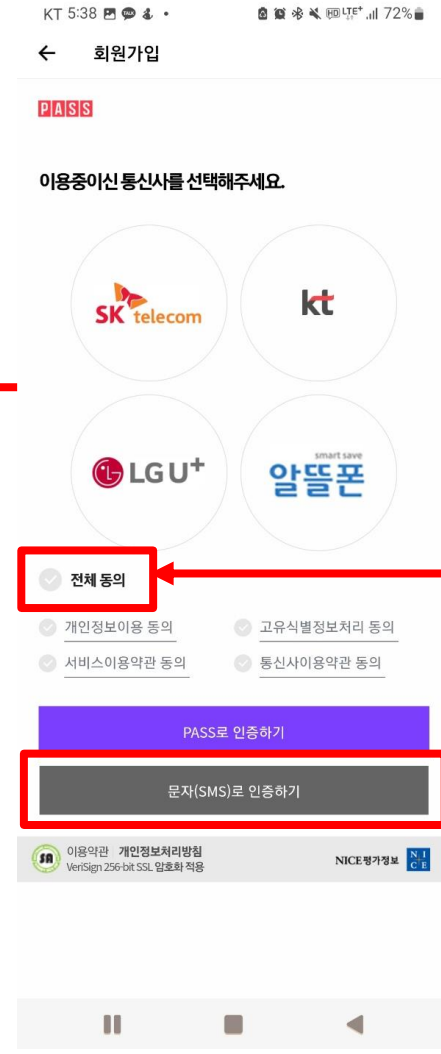 KT 5:38
HD LTE+ 72%
회원가입
PASS
이용중이신 통신사를 선택해주세요.
SK telecom
kt
LG U+
smart save
알뜰폰
전체 동의
개인정보이용 동의 고유식별정보처리 동의
서비스이용약관 동의 통신사이용약관 동의
PASS로 인증하기
문자(SMS)로 인증하기
이용약관 | 개인정보처리방침
VeriSign 256-bit SSL 암호화 적용
NICE평가정보 NICE